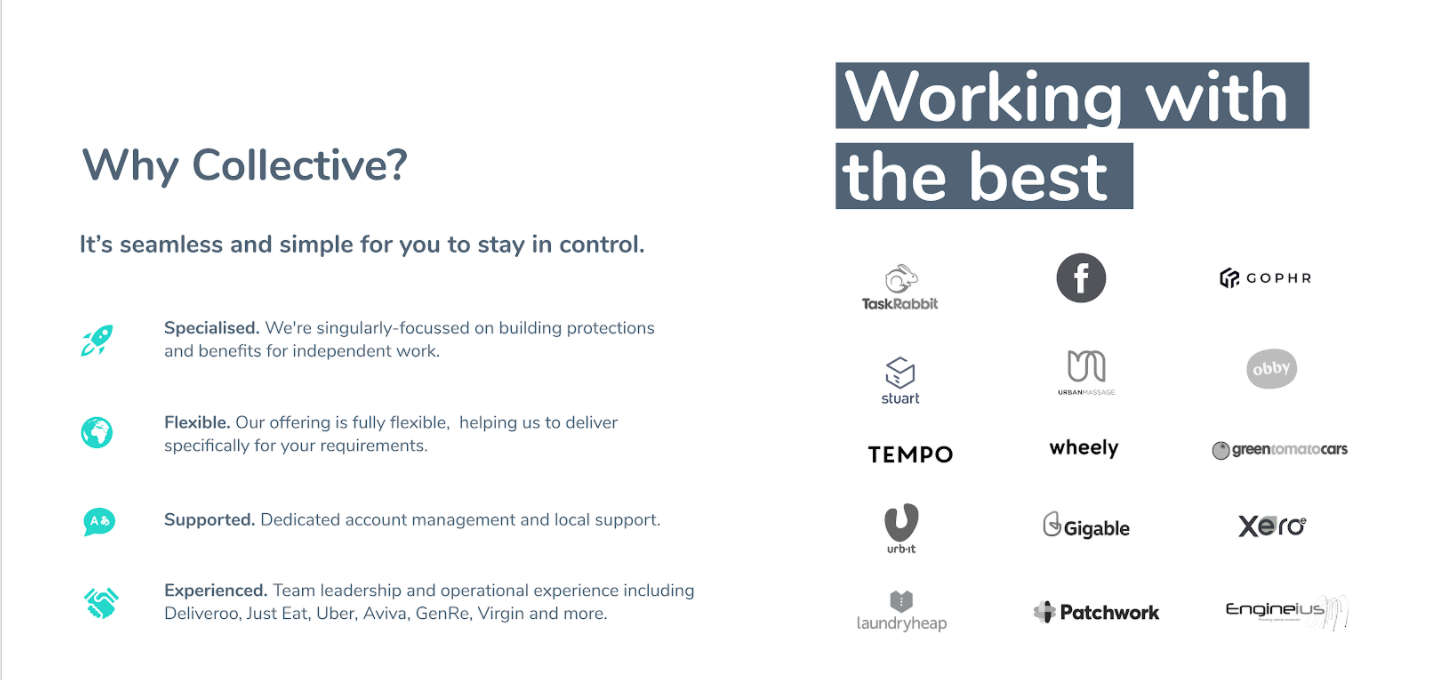 Why Collective?
It’s seamless and simple for you to stay in control.
Specialised. We're singularly-focussed on building protections
and benefits for independent work.
Flexible. Our offering is fully flexible,  helping us to deliver
specifically for your requirements.
Supported. Dedicated account management and local support.
Experienced. Team leadership and operational experience including
Deliveroo, Just Eat, Uber, Aviva, GenRe, Virgin and more.
Working with
the best
TaskRabbit
f
GOPHR
stuart
URBANMASSAGE
obby
TEMPO
wheely
greentomatocars
urb-it
Gigable
Xeroe
laundryheap
Patchwork
Engineius